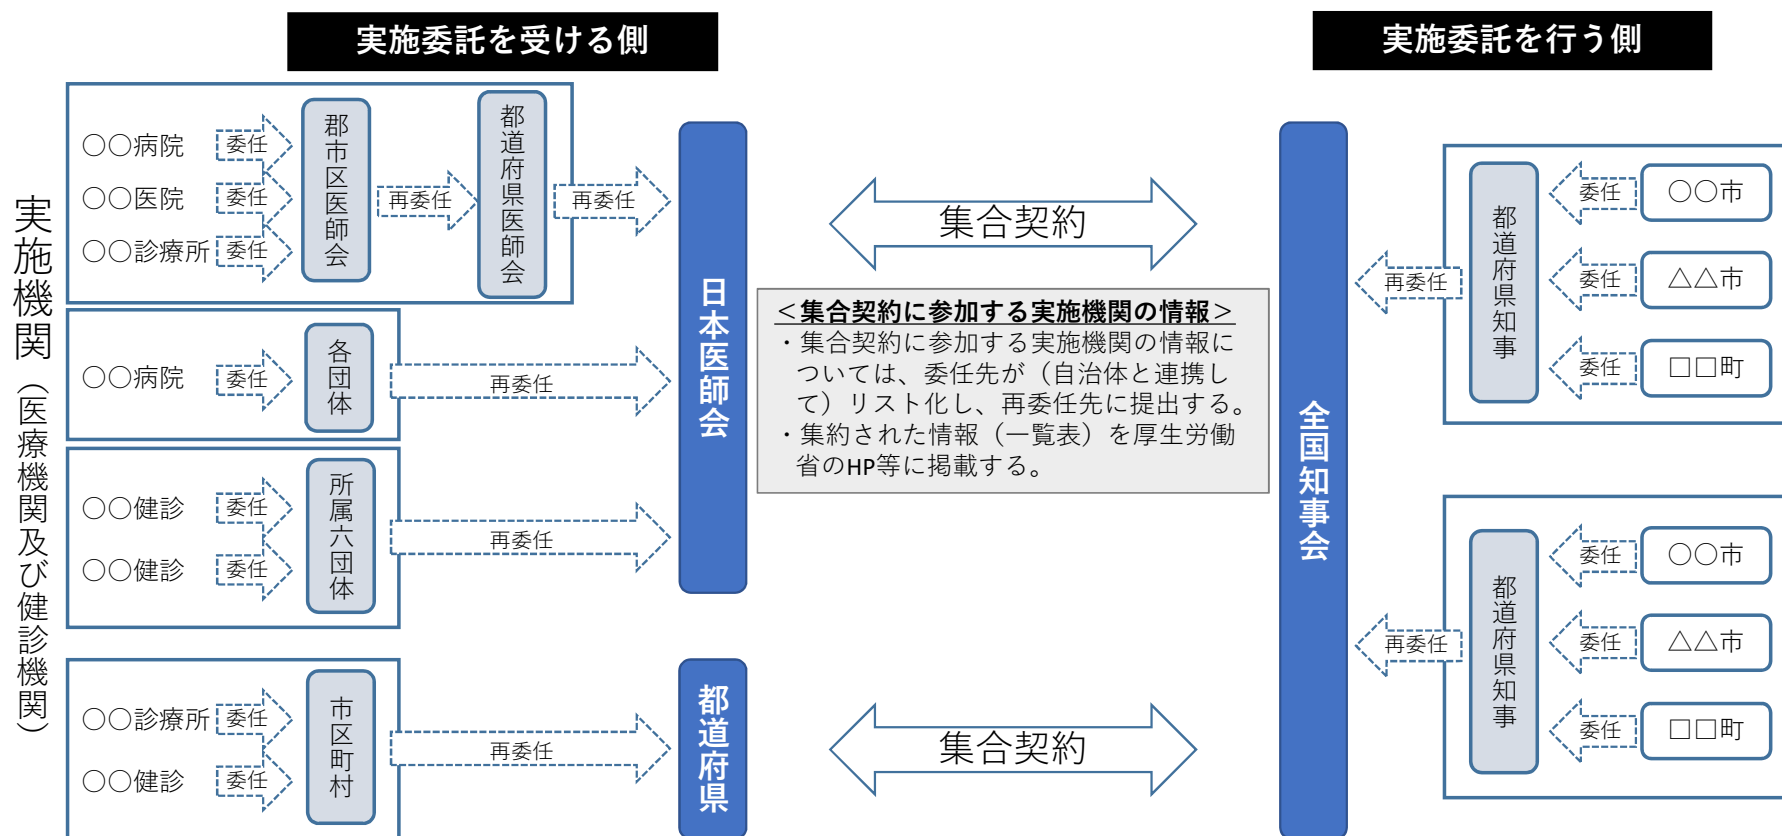 実施委託を受ける側
実施委託を行う側
実施機関（医療機関及び健診機関）
〇〇病院
委任
〇〇医院
委任
〇〇診療所
委任
郡市区医師会
再委任
都道府県医師会
再委任
〇〇病院
委任
各団体
再委任
〇〇健診
委任
〇〇健診
委任
所属六団体
再委任
日本医師会
〇〇診療所
委任
〇〇健診
委任
市区町村
再委任
都道府県
集合契約
＜集合契約に参加する実施機関の情報＞
・集合契約に参加する実施機関の情報に
ついては、委任先が（自治体と連携し
て）リスト化し、再委任先に提出する。
・集約された情報（一覧表）を厚生労働
省のHP等に掲載する。
集合契約
全国知事会
再委任
都道府県知事
委任
〇〇市
委任
△△市
委任
□□町
再委任
都道府県知事
委任
〇〇市
委任
△△市
委任
□□町